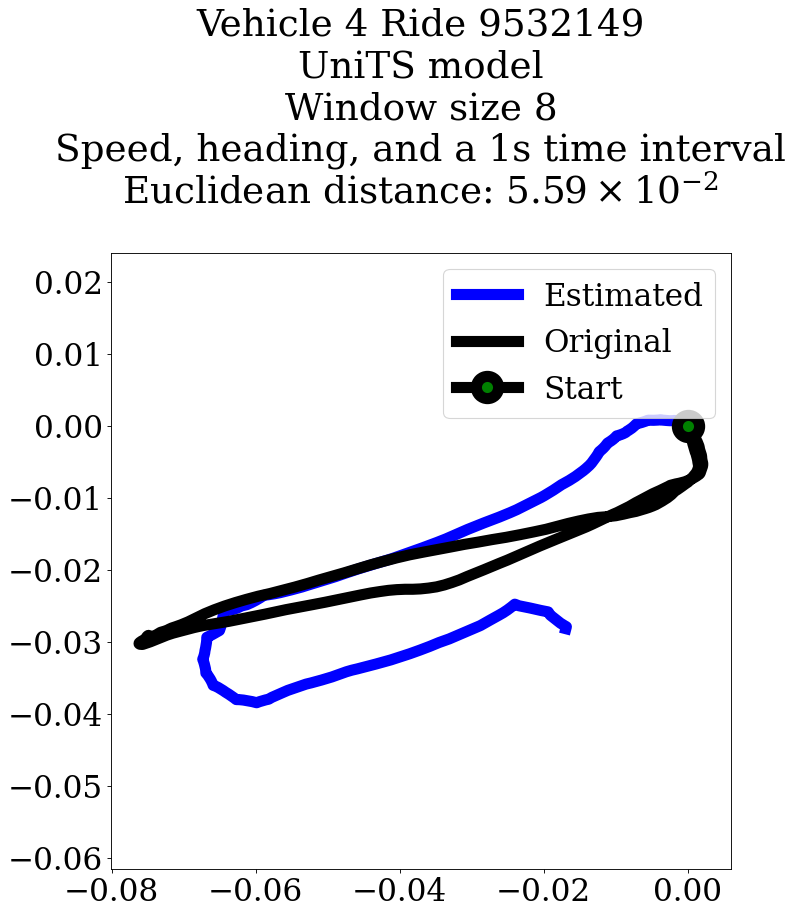 Vehicle 4 Ride 9532149
UniTS model
Window size 8
Speed, heading, and a 1s time interval
Euclidean distance: 5.59 × 10⁻²
Estimated
Original
Start
0.02
0.01
0.00
−0.01
−0.02
−0.03
−0.04
−0.05
−0.06
−0.08 −0.06 −0.04 −0.02 0.00